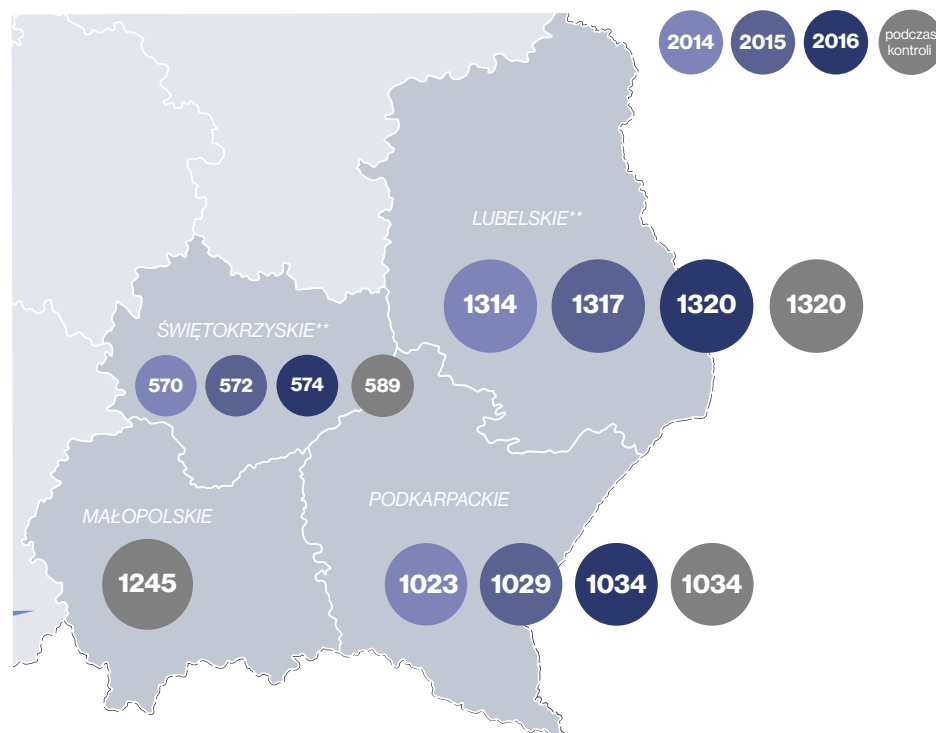 2014 2015 2016 podczas
kontroli
LUBELSKIE**
1314 1317 1320 1320
ŚWIĘTOKRZYSKIE**
570 572 574 589
PODKARPACKIE
MAŁOPOLSKIE
1245
1023 1029 1034 1034